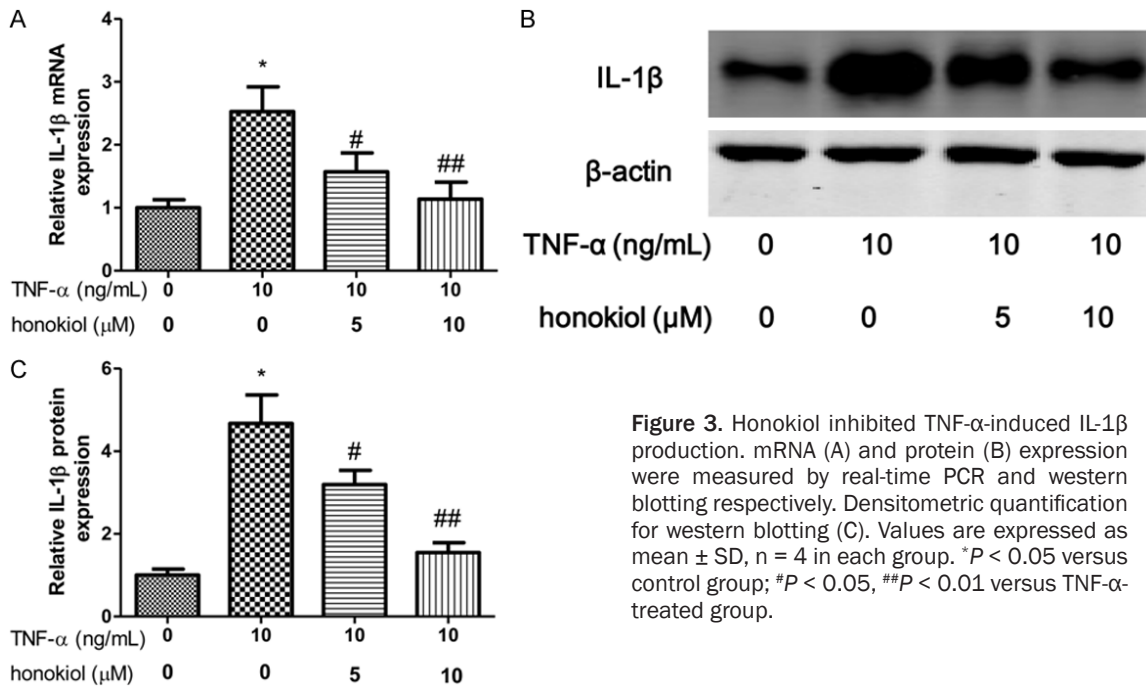 A
Relative IL-1β mRNA
expression
4
3
2
1
0
*
#
##
TNF-α (ng/mL) 0 10 10 10
honokiol (μM) 0 0 5 10
B
IL-1β
β-actin
TNF-α (ng/mL) 0 10 10 10
honokiol (μM) 0 0 5 10
C
Relative IL-1β protein
expression
6
4
2
0
*
#
##
TNF-α (ng/mL) 0 10 10 10
honokiol (μM) 0 0 5 10
Figure 3. Honokiol inhibited TNF-α-induced IL-1β
production. mRNA (A) and protein (B) expression
were measured by real-time PCR and western
blotting respectively. Densitometric quantification
for western blotting (C). Values are expressed as
mean ± SD, n = 4 in each group. *P < 0.05 versus
control group; #P < 0.05, ##P < 0.01 versus TNF-α-
treated group.